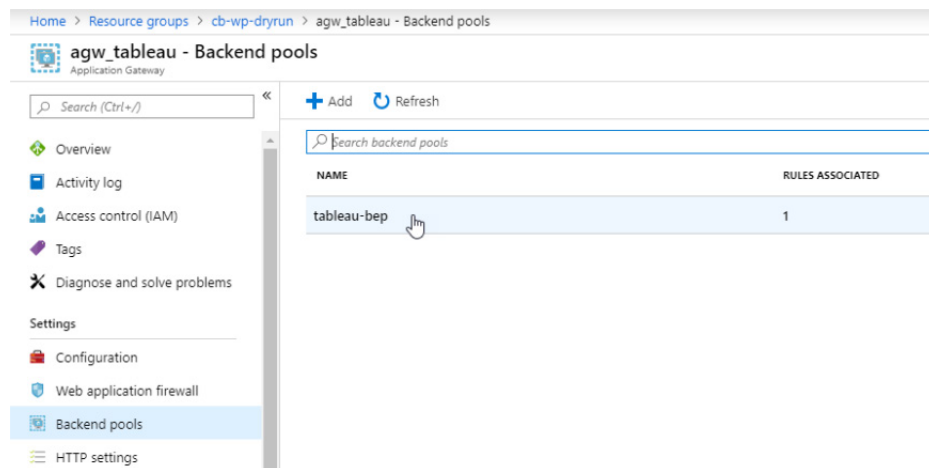 Home > Resource groups > cb-wp-dryrun > agw_tableau - Backend pools
agw_tableau - Backend pools
Application Gateway
Search (Ctrl+/)
«
Overview
Activity log
Access control (IAM)
Tags
Diagnose and solve problems
Settings
Configuration
Web application firewall
Backend pools
HTTP settings
Add Refresh
Search backend pools
NAME RULES ASSOCIATED
tableau-bep 1